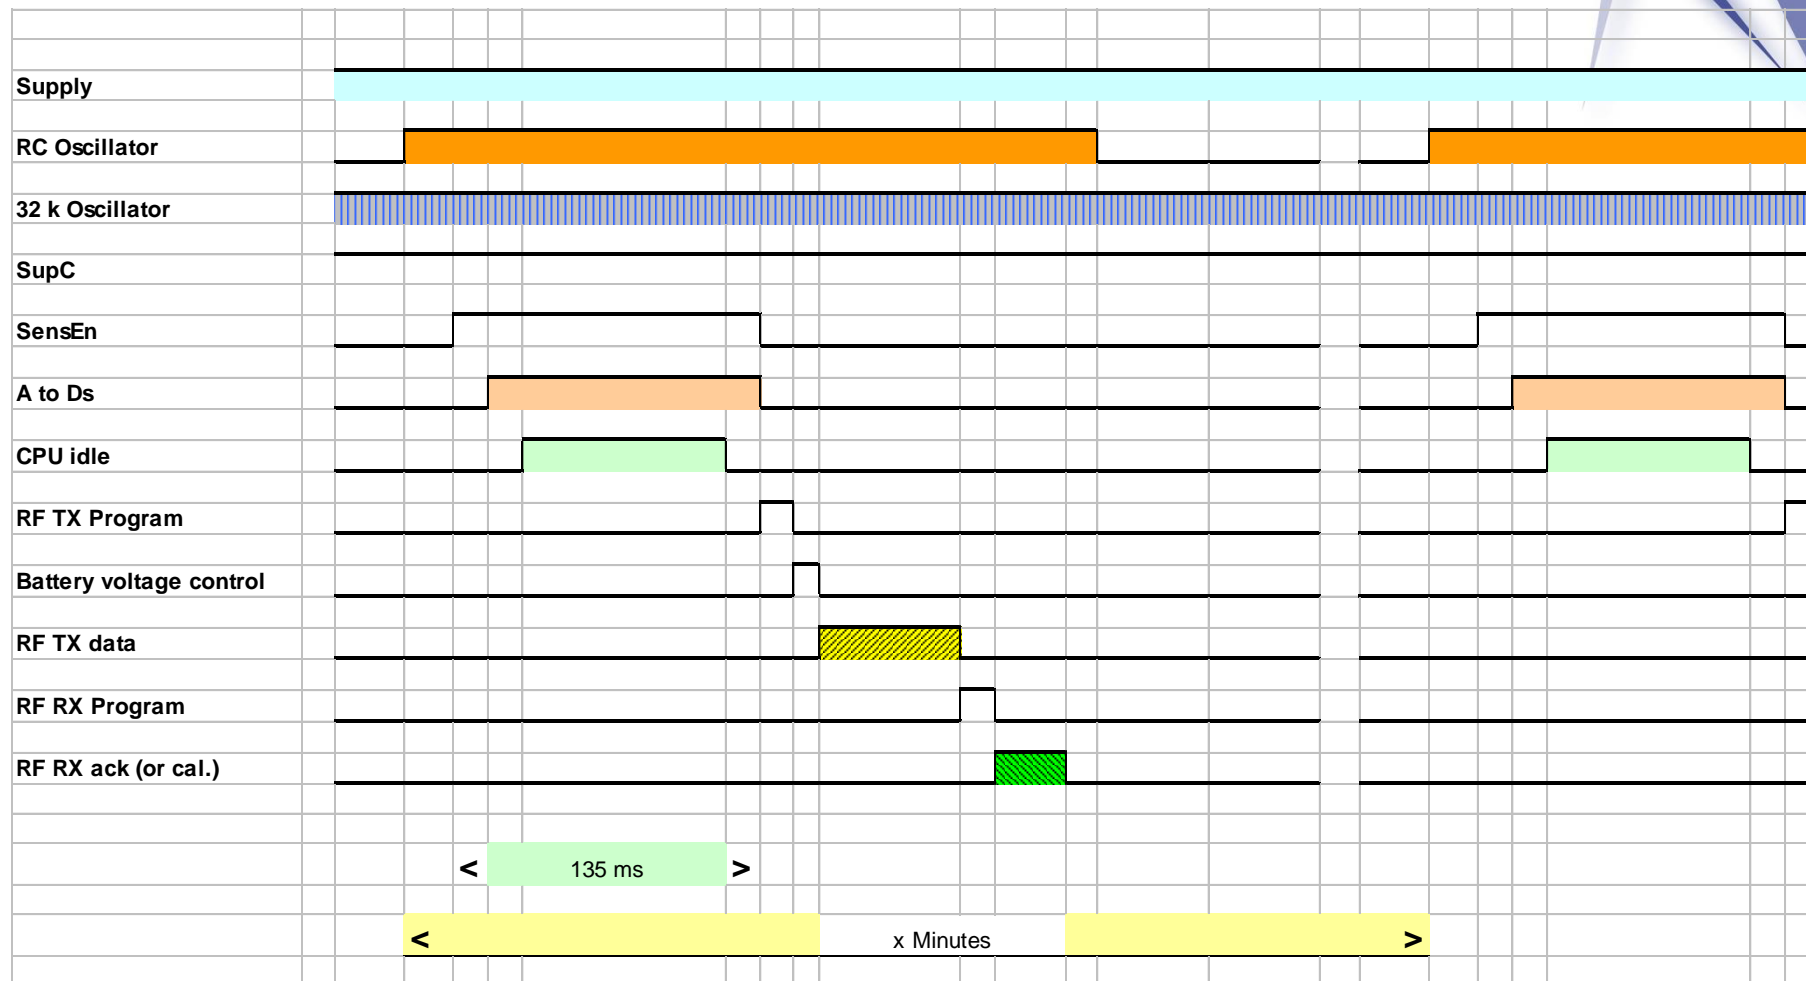 Supply
RC Oscillator
32 k Oscillator
SupC
SensEn
A to Ds
CPU idle
RF TX Program
Battery voltage control
RF TX data
RF RX Program
RF RX ack (or cal.)
< 135 ms >
< x Minutes >